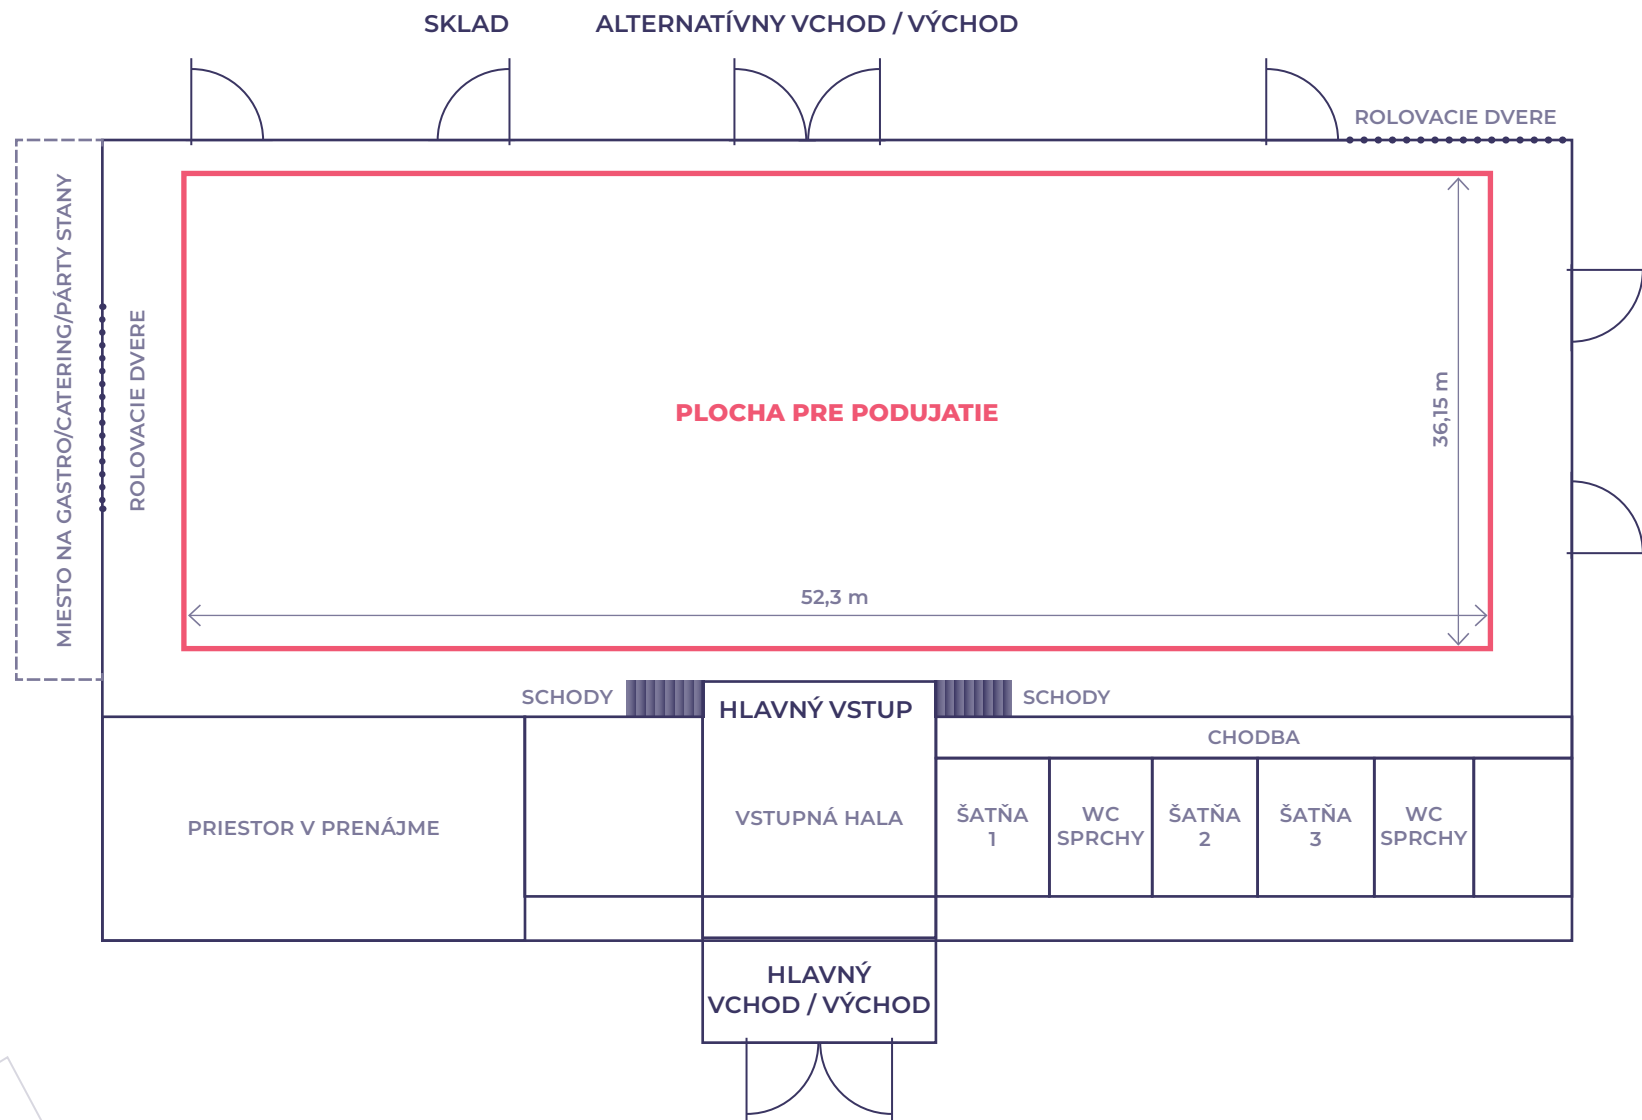 SKLAD
ALTERNATÍVNY VCHOD / VÝCHOD
ROLOVACIE DVERE
MIESTO NA GASTRO/CATERING/PÁRTY STANY
ROLOVACIE DVERE
PLOCHA PRE PODUJATIE
36,15 m
52,3 m
SCHODY
HLAVNÝ VSTUP
SCHODY
CHODBA
PRIESTOR V PRENÁJME
VSTUPNÁ HALA
ŠATŇA
1
WC
SPRCHY
ŠATŇA
2
ŠATŇA
3
WC
SPRCHY
HLAVNÝ
VCHOD / VÝCHOD